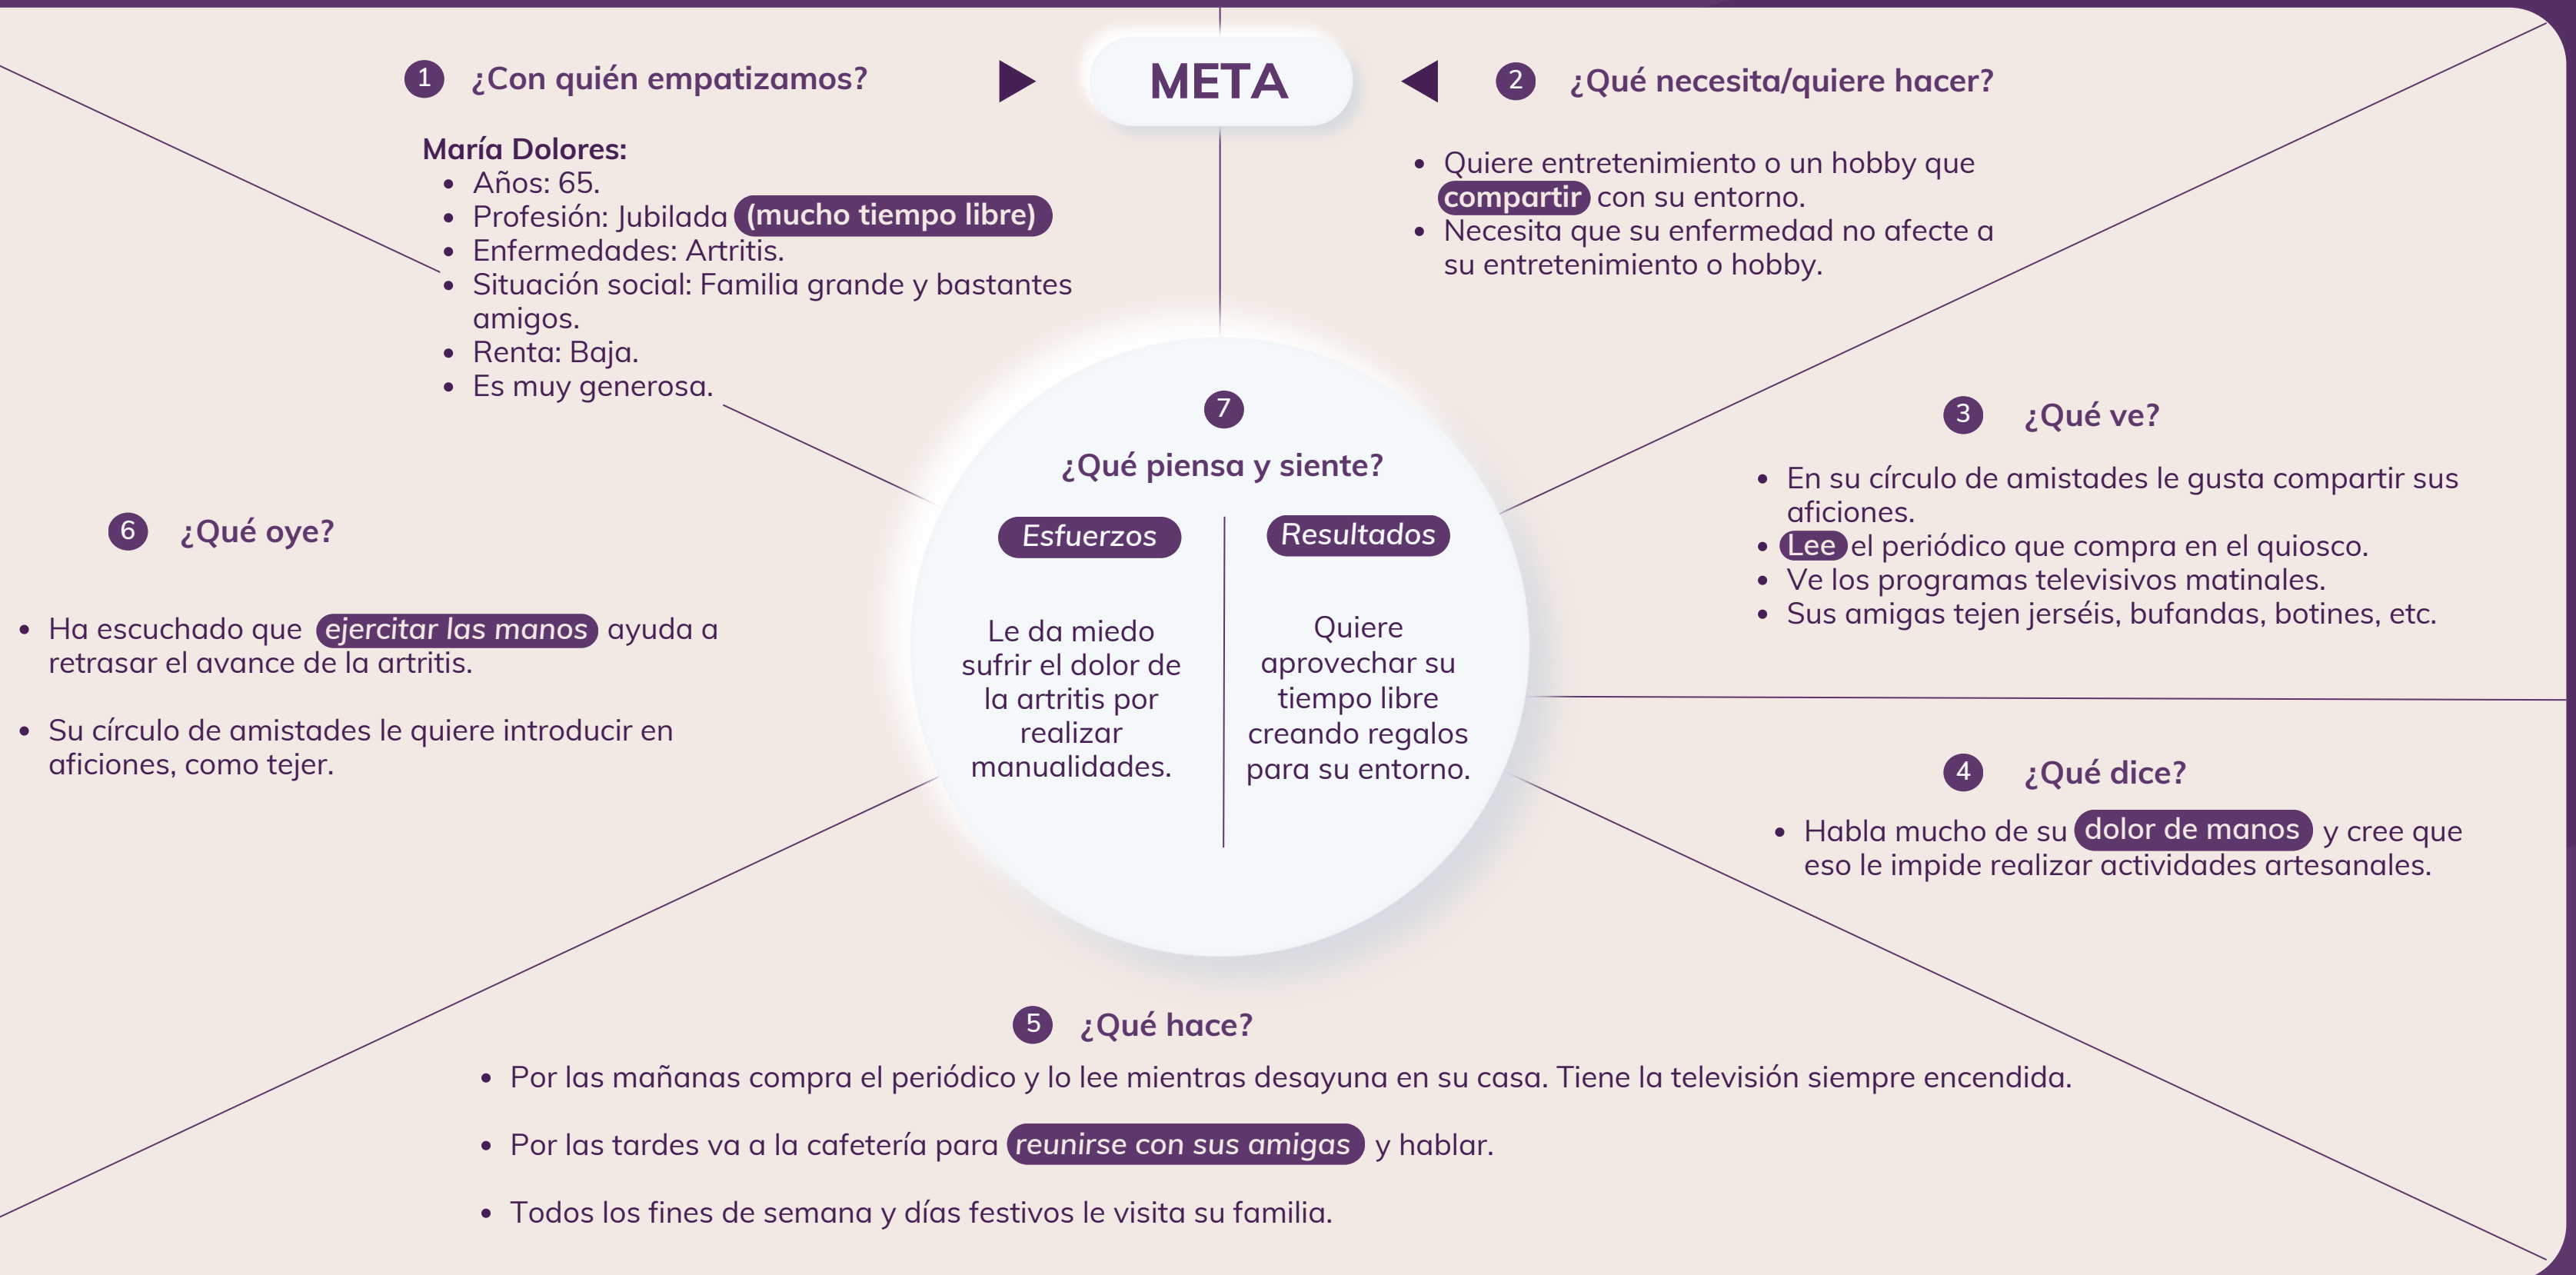 META
1 ¿Con quién empatizamos?
María Dolores:
• Años: 65.
• Profesión: Jubilada (mucho tiempo libre)
• Enfermedades: Artritis.
• Situación social: Familia grande y bastantes
amigos.
• Renta: Baja.
• Es muy generosa.
2 ¿Qué necesita/quiere hacer?
• Quiere entretenimiento o un hobby que
compartir con su entorno.
• Necesita que su enfermedad no afecte a
su entretenimiento o hobby.
3 ¿Qué ve?
• En su círculo de amistades le gusta compartir sus
aficiones.
• Lee el periódico que compra en el quiosco.
• Ve los programas televisivos matinales.
• Sus amigas tejen jerséis, bufandas, botines, etc.
4 ¿Qué dice?
• Habla mucho de su dolor de manos y cree que
eso le impide realizar actividades artesanales.
5 ¿Qué hace?
• Por las mañanas compra el periódico y lo lee mientras desayuna en su casa. Tiene la televisión siempre encendida.
• Por las tardes va a la cafetería para reunirse con sus amigas y hablar.
• Todos los fines de semana y días festivos le visita su familia.
6 ¿Qué oye?
• Ha escuchado que ejercitar las manos ayuda a
retrasar el avance de la artritis.
• Su círculo de amistades le quiere introducir en
aficiones, como tejer.
7
¿Qué piensa y siente?
Esfuerzos
Le da miedo
sufrir el dolor de
la artritis por
realizar
manualidades.
Resultados
Quiere
aprovechar su
tiempo libre
creando regalos
para su entorno.